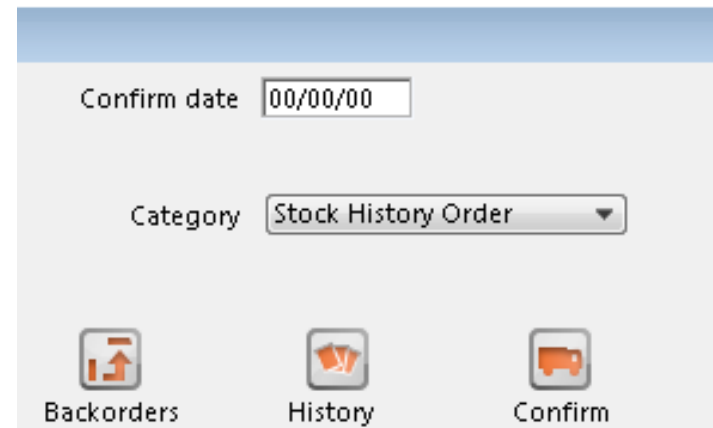 Confirm date 00/00/00
Category Stock History Order
Backorders History Confirm